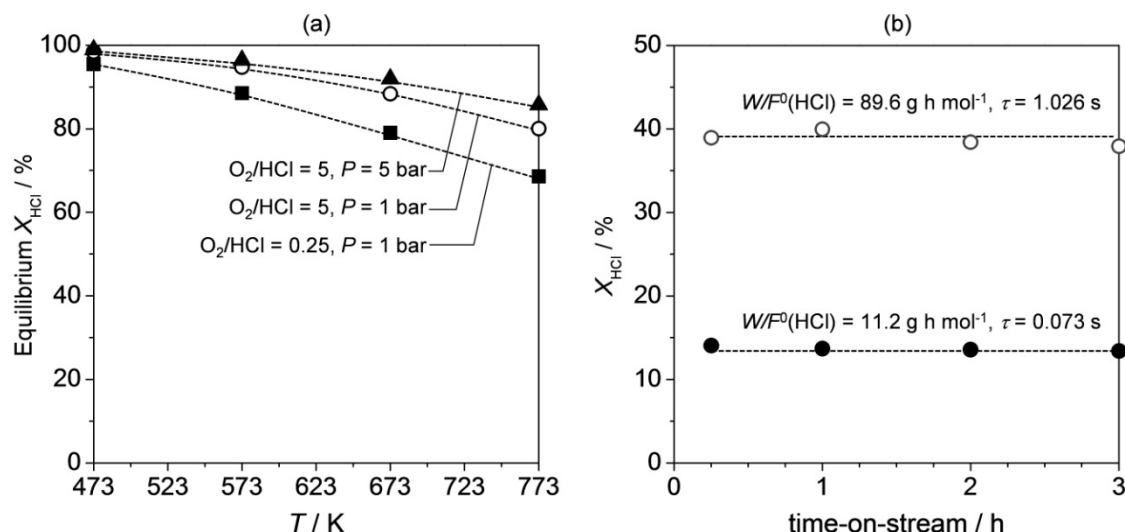 (a)
Equilibrium X_HCl / %
100
80
60
40
20
0
O₂/HCl = 5, P = 5 bar
O₂/HCl = 5, P = 1 bar
O₂/HCl = 0.25, P = 1 bar
473 523 573 623 673 723 773
T / K
(b)
X_HCl / %
50
40
30
20
10
0
W/F⁰(HCl) = 89.6 g h mol⁻¹, τ = 1.026 s
W/F⁰(HCl) = 11.2 g h mol⁻¹, τ = 0.073 s
0 1 2 3
time-on-stream / h